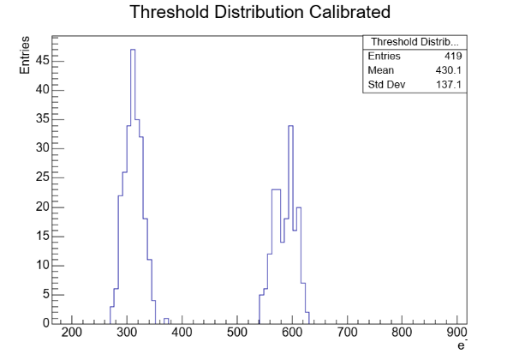 Threshold Distribution Calibrated
Entries
Threshold Distrib...
Entries 419
Mean 430.1
Std Dev 137.1
45
40
35
30
25
20
15
10
5
0
200 300 400 500 600 700 800 900
e-